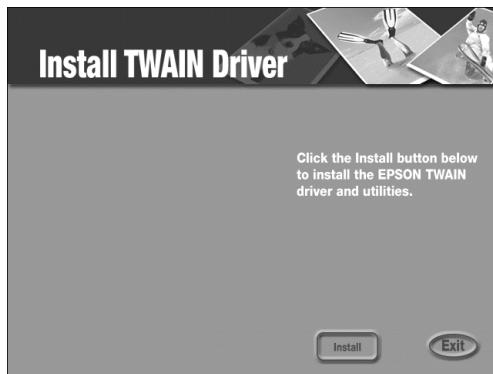 Install TWAIN Driver
Click the Install button below
to install the EPSON TWAIN
driver and utilities.
Install
Exit